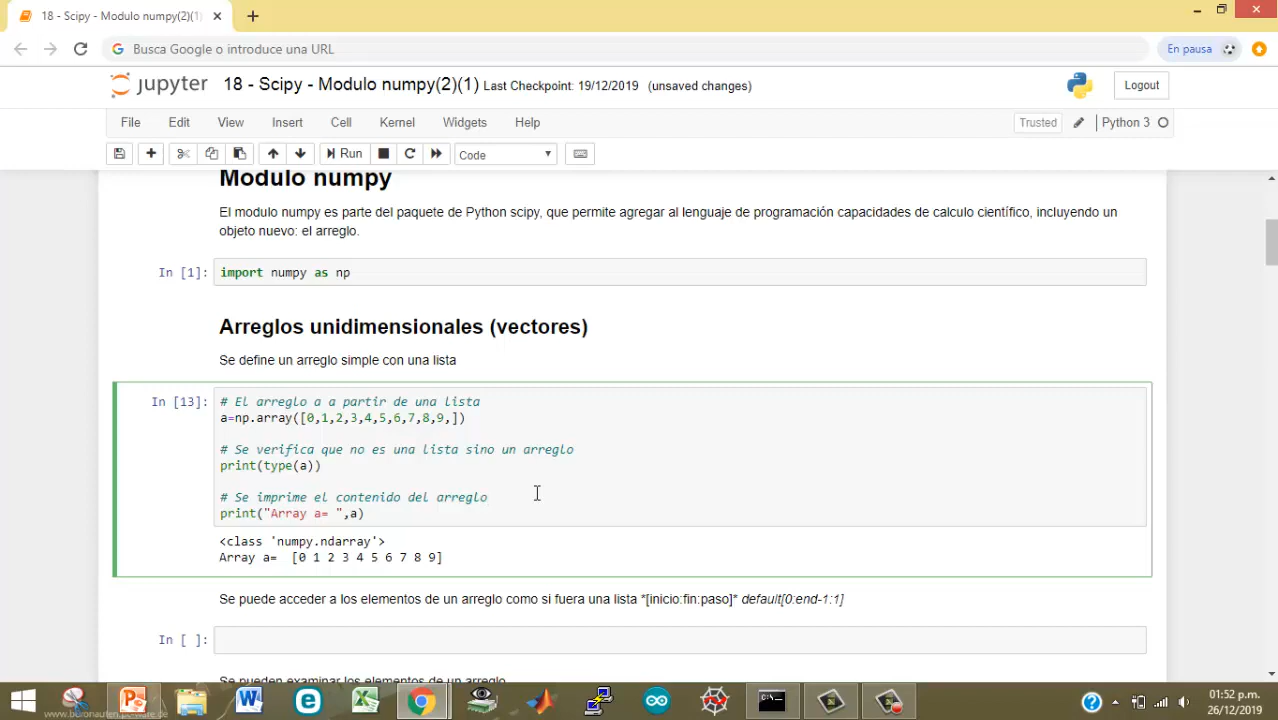 18 - Scipy - Modulo numpy(2)(1)
Busca Google o introduce una URL
En pausa
jupyter 18 - Scipy - Modulo numpy(2)(1) Last Checkpoint: 19/12/2019 (unsaved changes)
Logout
File Edit View Insert Cell Kernel Widgets Help
Trusted
Python 3
Run
Code
Modulo numpy
El modulo numpy es parte del paquete de Python scipy, que permite agregar al lenguaje de programación capacidades de calculo científico, incluyendo un
objeto nuevo: el arreglo.
In [1]: import numpy as np
Arreglos unidimensionales (vectores)
Se define un arreglo simple con una lista
In [13]: # El arreglo a a partir de una lista
a=np.array([0,1,2,3,4,5,6,7,8,9,])
# Se verifica que no es una lista sino un arreglo
print(type(a))
# Se imprime el contenido del arreglo
print("Array a= ",a)
<class 'numpy.ndarray'>
Array a=  [0 1 2 3 4 5 6 7 8 9]
Se puede acceder a los elementos de un arreglo como si fuera una lista *[inicio:fin:paso]* default[0:end-1:1]
In [ ]:
Se pueden examinar los elementos de un arreglo
01:52 p.m.
26/12/2019